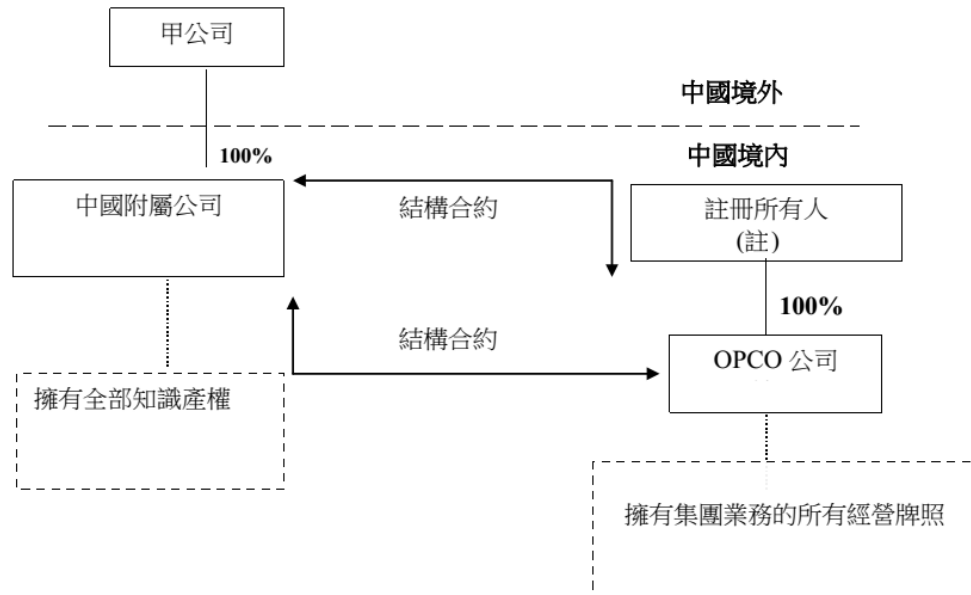 甲公司
中國境外
100%
中國境內
中國附屬公司
結構合約
註冊所有人
(註)
100%
結構合約
OPCO 公司
擁有全部知識產權
擁有集團業務的所有經營牌照